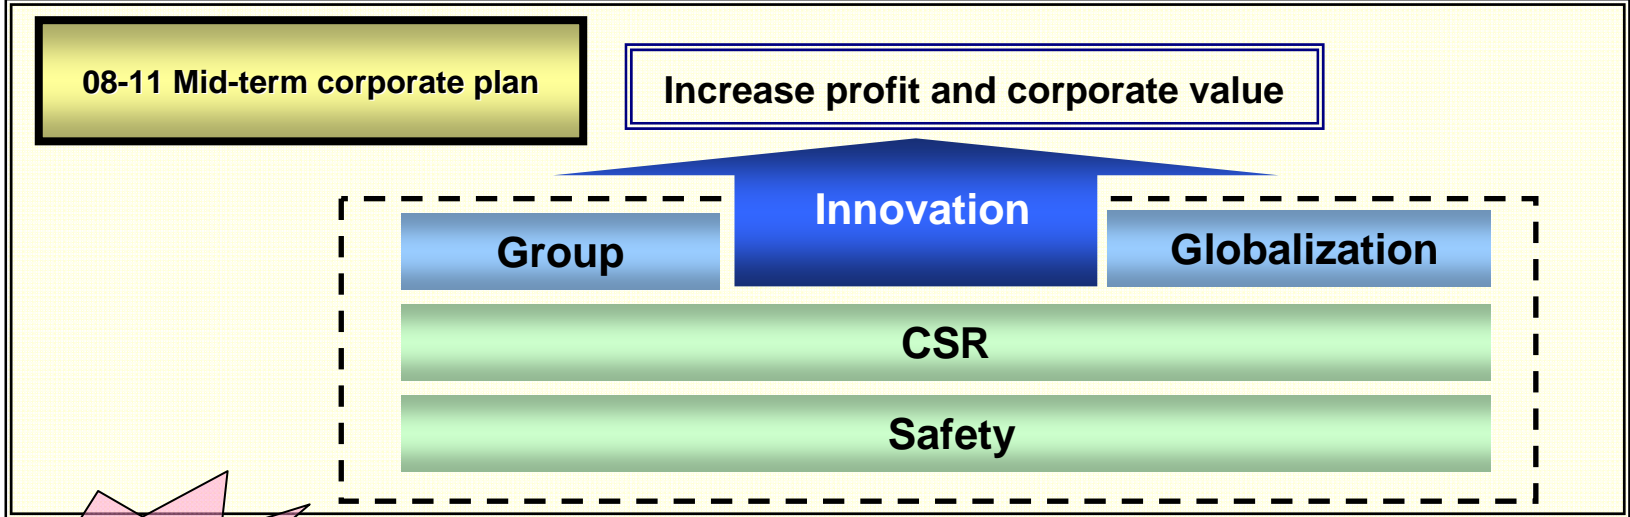 08-11 Mid-term corporate plan
Increase profit and corporate value
Innovation
Group
Globalization
CSR
Safety